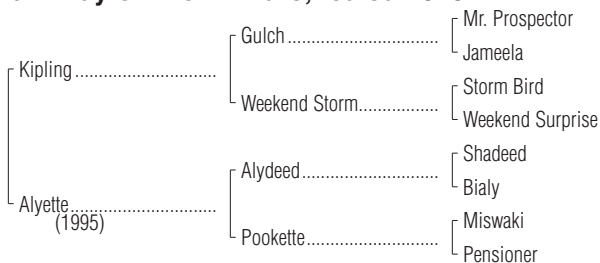 Mr. Prospector
Gulch
Jameela
Kipling
Storm Bird
Weekend Storm
Weekend Surprise
Shadeed
Alydeed
Bialy
Alyette
(1995)
Miswaki
Pookette
Pensioner